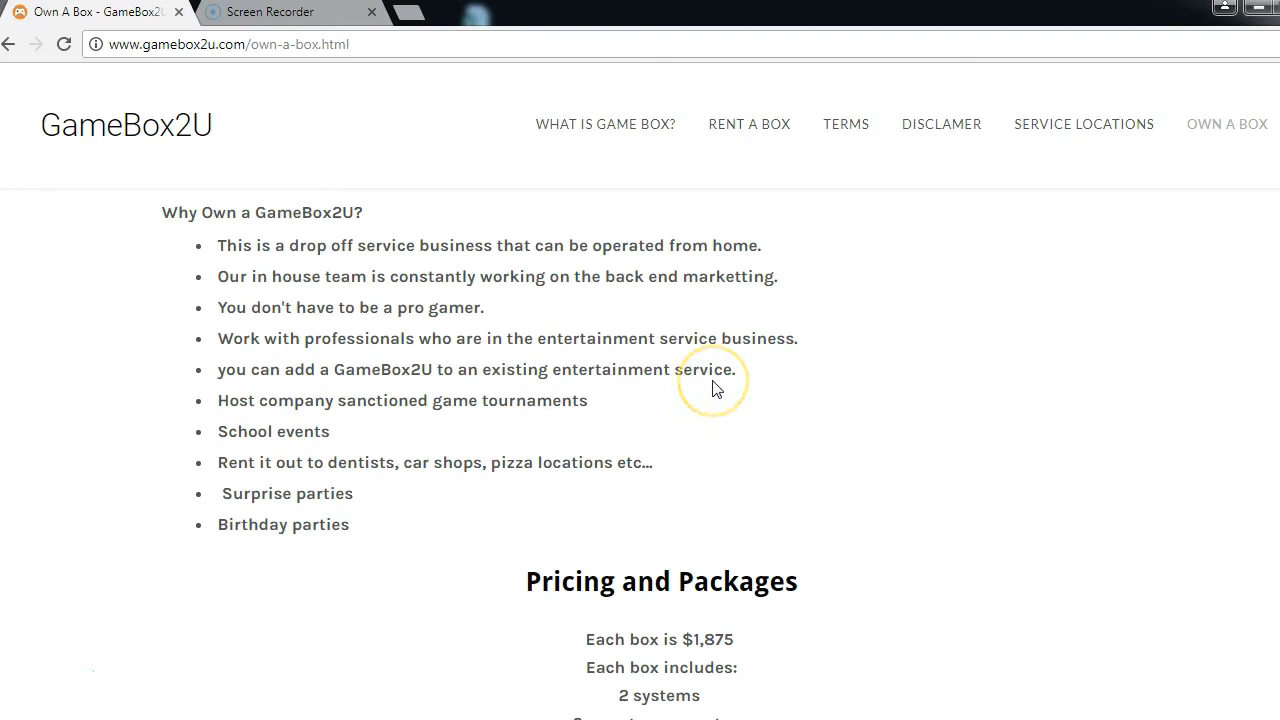 Own A Box - GameBox2U
Screen Recorder
www.gamebox2u.com/own-a-box.html
GameBox2U
WHAT IS GAME BOX?
RENT A BOX
TERMS
DISCLAMER
SERVICE LOCATIONS
OWN A BOX
Why Own a GameBox2U?
• This is a drop off service business that can be operated from home.
• Our in house team is constantly working on the back end marketting.
• You don't have to be a pro gamer.
• Work with professionals who are in the entertainment service business.
• you can add a GameBox2U to an existing entertainment service.
• Host company sanctioned game tournaments
• School events
• Rent it out to dentists, car shops, pizza locations etc...
• Surprise parties
• Birthday parties
Pricing and Packages
Each box is $1,875
Each box includes:
2 systems